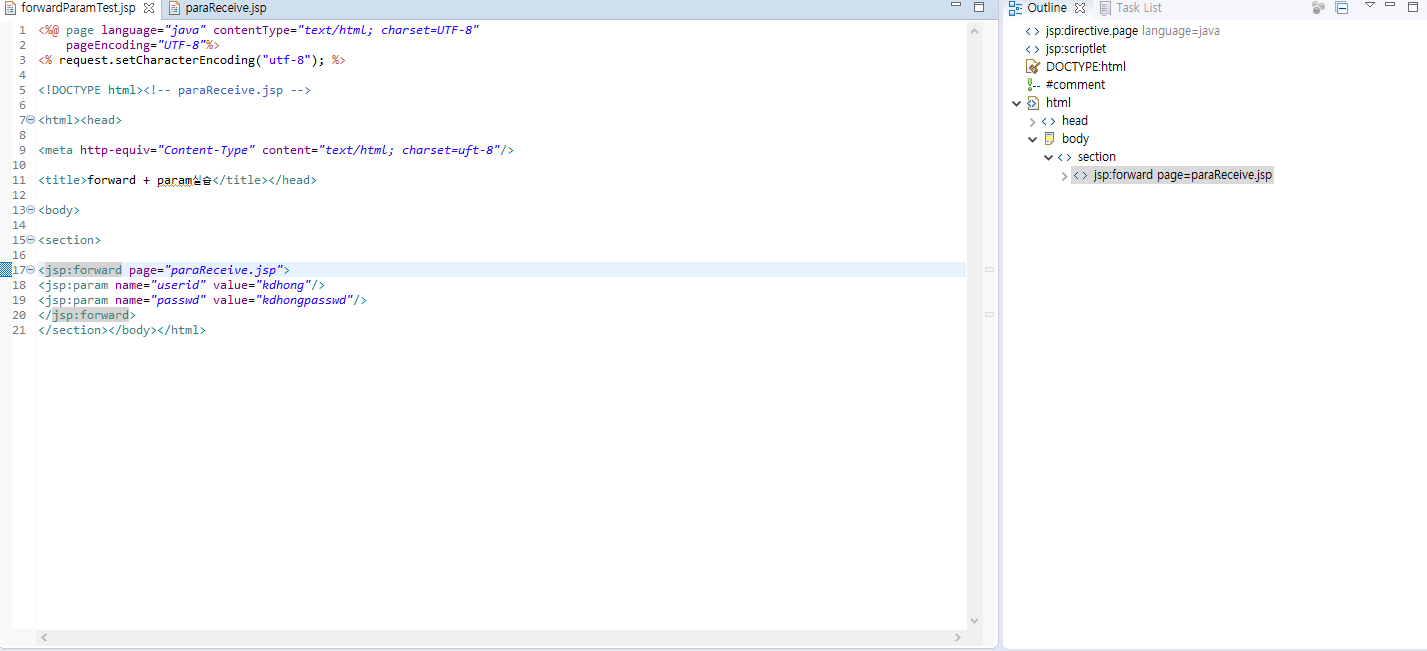 forwardParamTest.jsp
paraReceive.jsp
1 <%@ page language="java" contentType="text/html; charset=UTF-8"
2 pageEncoding="UTF-8"%>
3 <% request.setCharacterEncoding("utf-8"); %>
4
5 <!DOCTYPE html><!-- paraReceive.jsp -->
6
7 <html><head>
8
9 <meta http-equiv="Content-Type" content="text/html; charset=uft-8"/>
10
11 <title>forward + param실습</title></head>
12
13 <body>
14
15 <section>
16
17 <jsp:forward page="paraReceive.jsp">
18 <jsp:param name="userid" value="kdhong"/>
19 <jsp:param name="passwd" value="kdhongpasswd"/>
20 </jsp:forward>
21 </section></body></html>
Outline
Task List
jsp:directive.page language=java
jsp:scriptlet
DOCTYPE:html
#comment
html
head
body
section
jsp:forward page=paraReceive.jsp